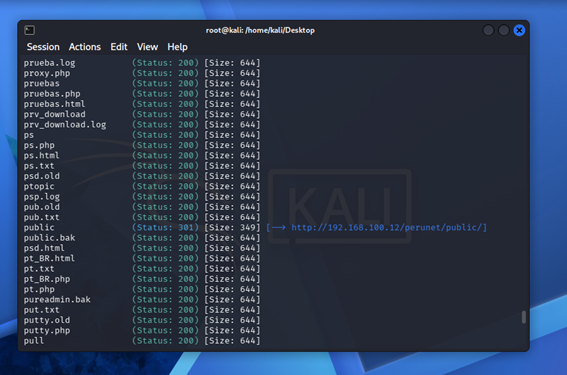 root@kali: /home/kali/Desktop
Session Actions Edit View Help
prueba.log (Status: 200) [Size: 644]
proxy.php (Status: 200) [Size: 644]
pruebas (Status: 200) [Size: 644]
pruebas.php (Status: 200) [Size: 644]
pruebas.html (Status: 200) [Size: 644]
prv_download (Status: 200) [Size: 644]
prv_download.log (Status: 200) [Size: 644]
ps (Status: 200) [Size: 644]
ps.php (Status: 200) [Size: 644]
ps.html (Status: 200) [Size: 644]
ps.txt (Status: 200) [Size: 644]
psd.old (Status: 200) [Size: 644]
ptopic (Status: 200) [Size: 644]
psp.log (Status: 200) [Size: 644]
pub.old (Status: 200) [Size: 644]
pub.txt (Status: 200) [Size: 644]
public (Status: 301) [Size: 349] [--> http://192.168.100.12/perunet/public/]
public.bak (Status: 200) [Size: 644]
psd.html (Status: 200) [Size: 644]
pt_BR.html (Status: 200) [Size: 644]
pt.txt (Status: 200) [Size: 644]
pt_BR.php (Status: 200) [Size: 644]
pt.php (Status: 200) [Size: 644]
pureadmin.bak (Status: 200) [Size: 644]
put.txt (Status: 200) [Size: 644]
putty.old (Status: 200) [Size: 644]
putty.php (Status: 200) [Size: 644]
pull (Status: 200) [Size: 644]
KALI